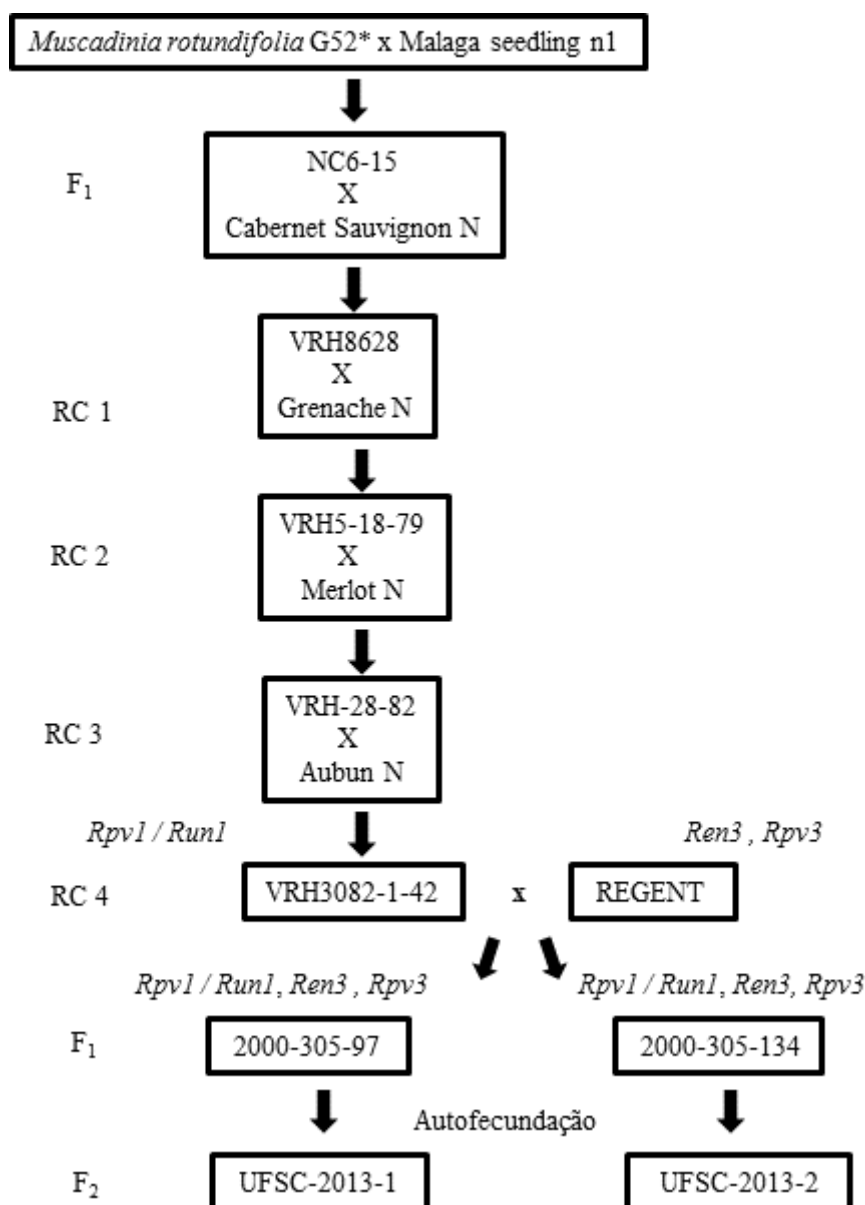 Muscadinia rotundifolia G52* x Malaga seedling n1
F1
NC6-15
X
Cabernet Sauvignon N
VRH8628
X
Grenache N
RC 1
VRH5-18-79
X
Merlot N
RC 2
VRH-28-82
X
Aubun N
RC 3
Rpv1 / Run1
Ren3 , Rpv3
RC 4
VRH3082-1-42
x
REGENT
Rpv1 / Run1, Ren3 , Rpv3
Rpv1 / Run1, Ren3, Rpv3
F1
2000-305-97
2000-305-134
Autofecundação
F2
UFSC-2013-1
UFSC-2013-2